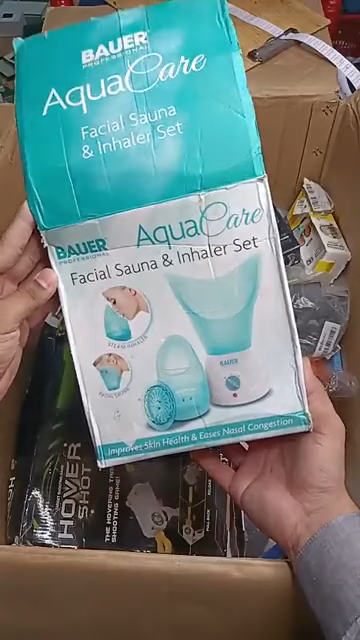 BAUER
PROFESSIONAL
AquaCare
Facial Sauna
& Inhaler Set
BAUER
PROFESSIONAL
AquaCare
Facial Sauna & Inhaler Set
STEAM INHALER
FACIAL SAUNA
BAUER
Improves Skin Health & Eases Nasal Congestion
HOVER
SHOT
THE HOVERING TARGET
SHOOTING GAME!